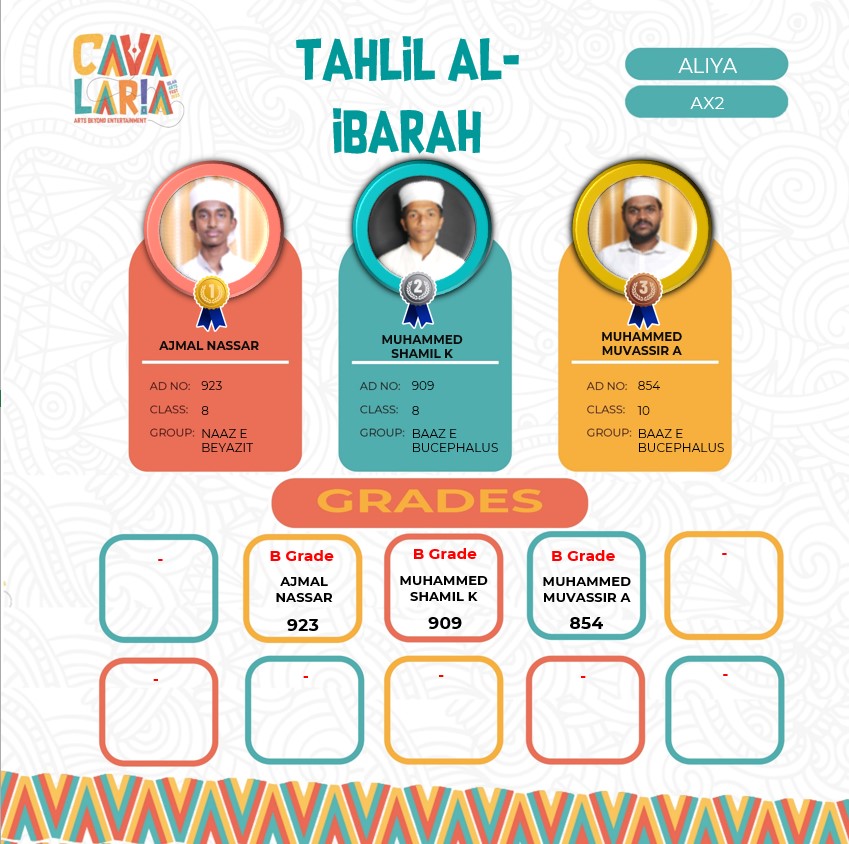 CAVA
LARIA
ARTS BEYOND ENTERTAINMENT
TAHLiL AL-
iBARAH
ALIYA
AX2
1
2
3
AJMAL NASSAR
AD NO: 923
CLASS: 8
GROUP: NAAZ E
BEYAZIT
MUHAMMED
SHAMIL K
AD NO: 909
CLASS: 8
GROUP: BAAZ E
BUCEPHALUS
MUHAMMED
MUVASSIR A
AD NO: 854
CLASS: 10
GROUP: BAAZ E
BUCEPHALUS
GRADES
-
B Grade
AJMAL
NASSAR
923
B Grade
MUHAMMED
SHAMIL K
909
B Grade
MUHAMMED
MUVASSIR A
854
-
-
-
-
-
-